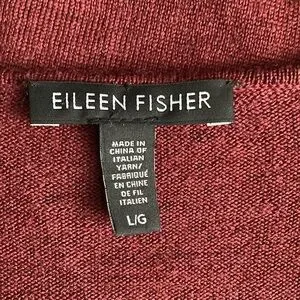 EILEEN FISHER
MADE IN
CHINA OF
ITALIAN
YARN/
FABRIQUÉ
EN CHINE
DE FIL
ITALIEN
L/G